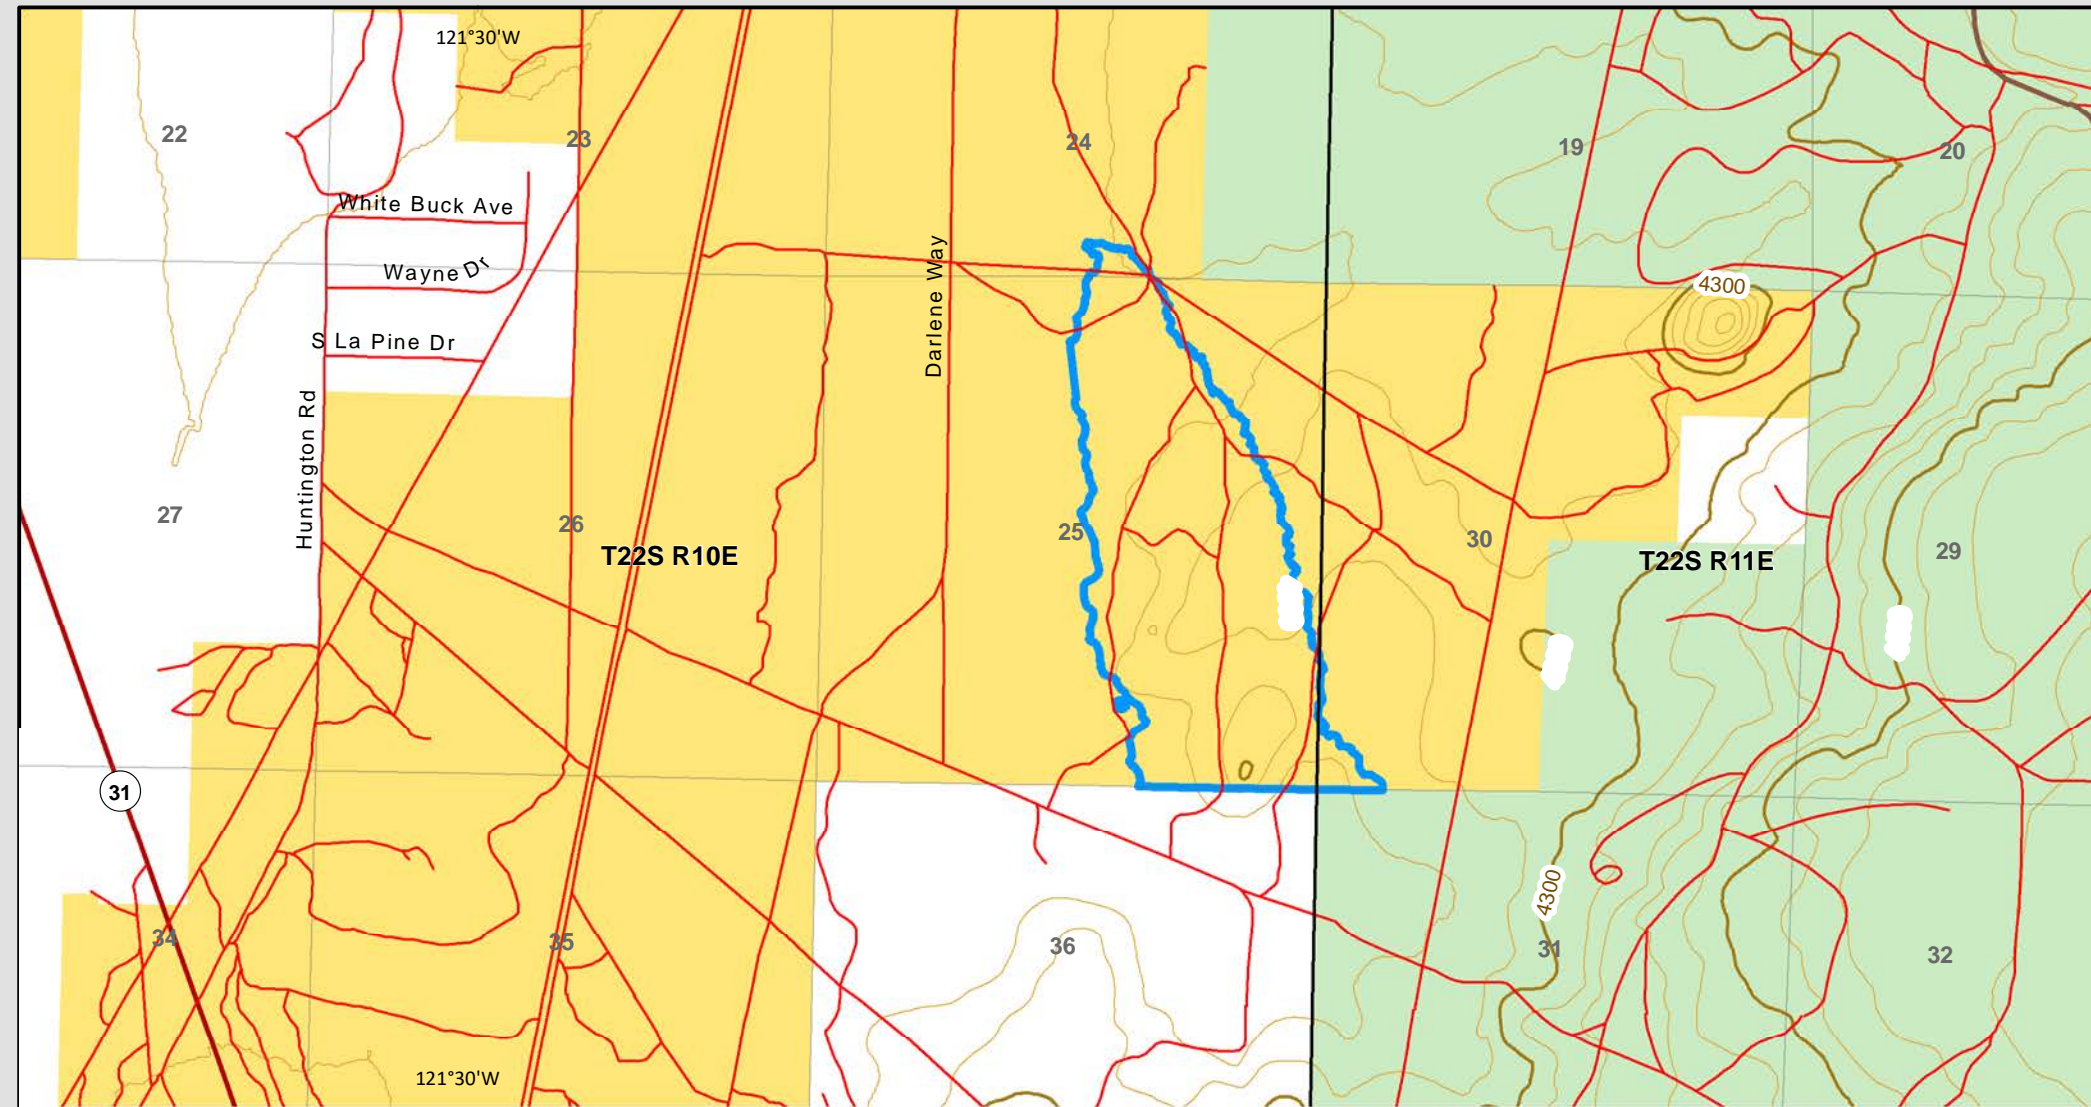 121°30'W
22
23
24
19
20
White Buck Ave
Wayne Dr
S La Pine Dr
Darlene Way
4300
Huntington Rd
27
26
T22S R10E
25
30
T22S R11E
29
31
4300
34
35
36
31
32
121°30'W